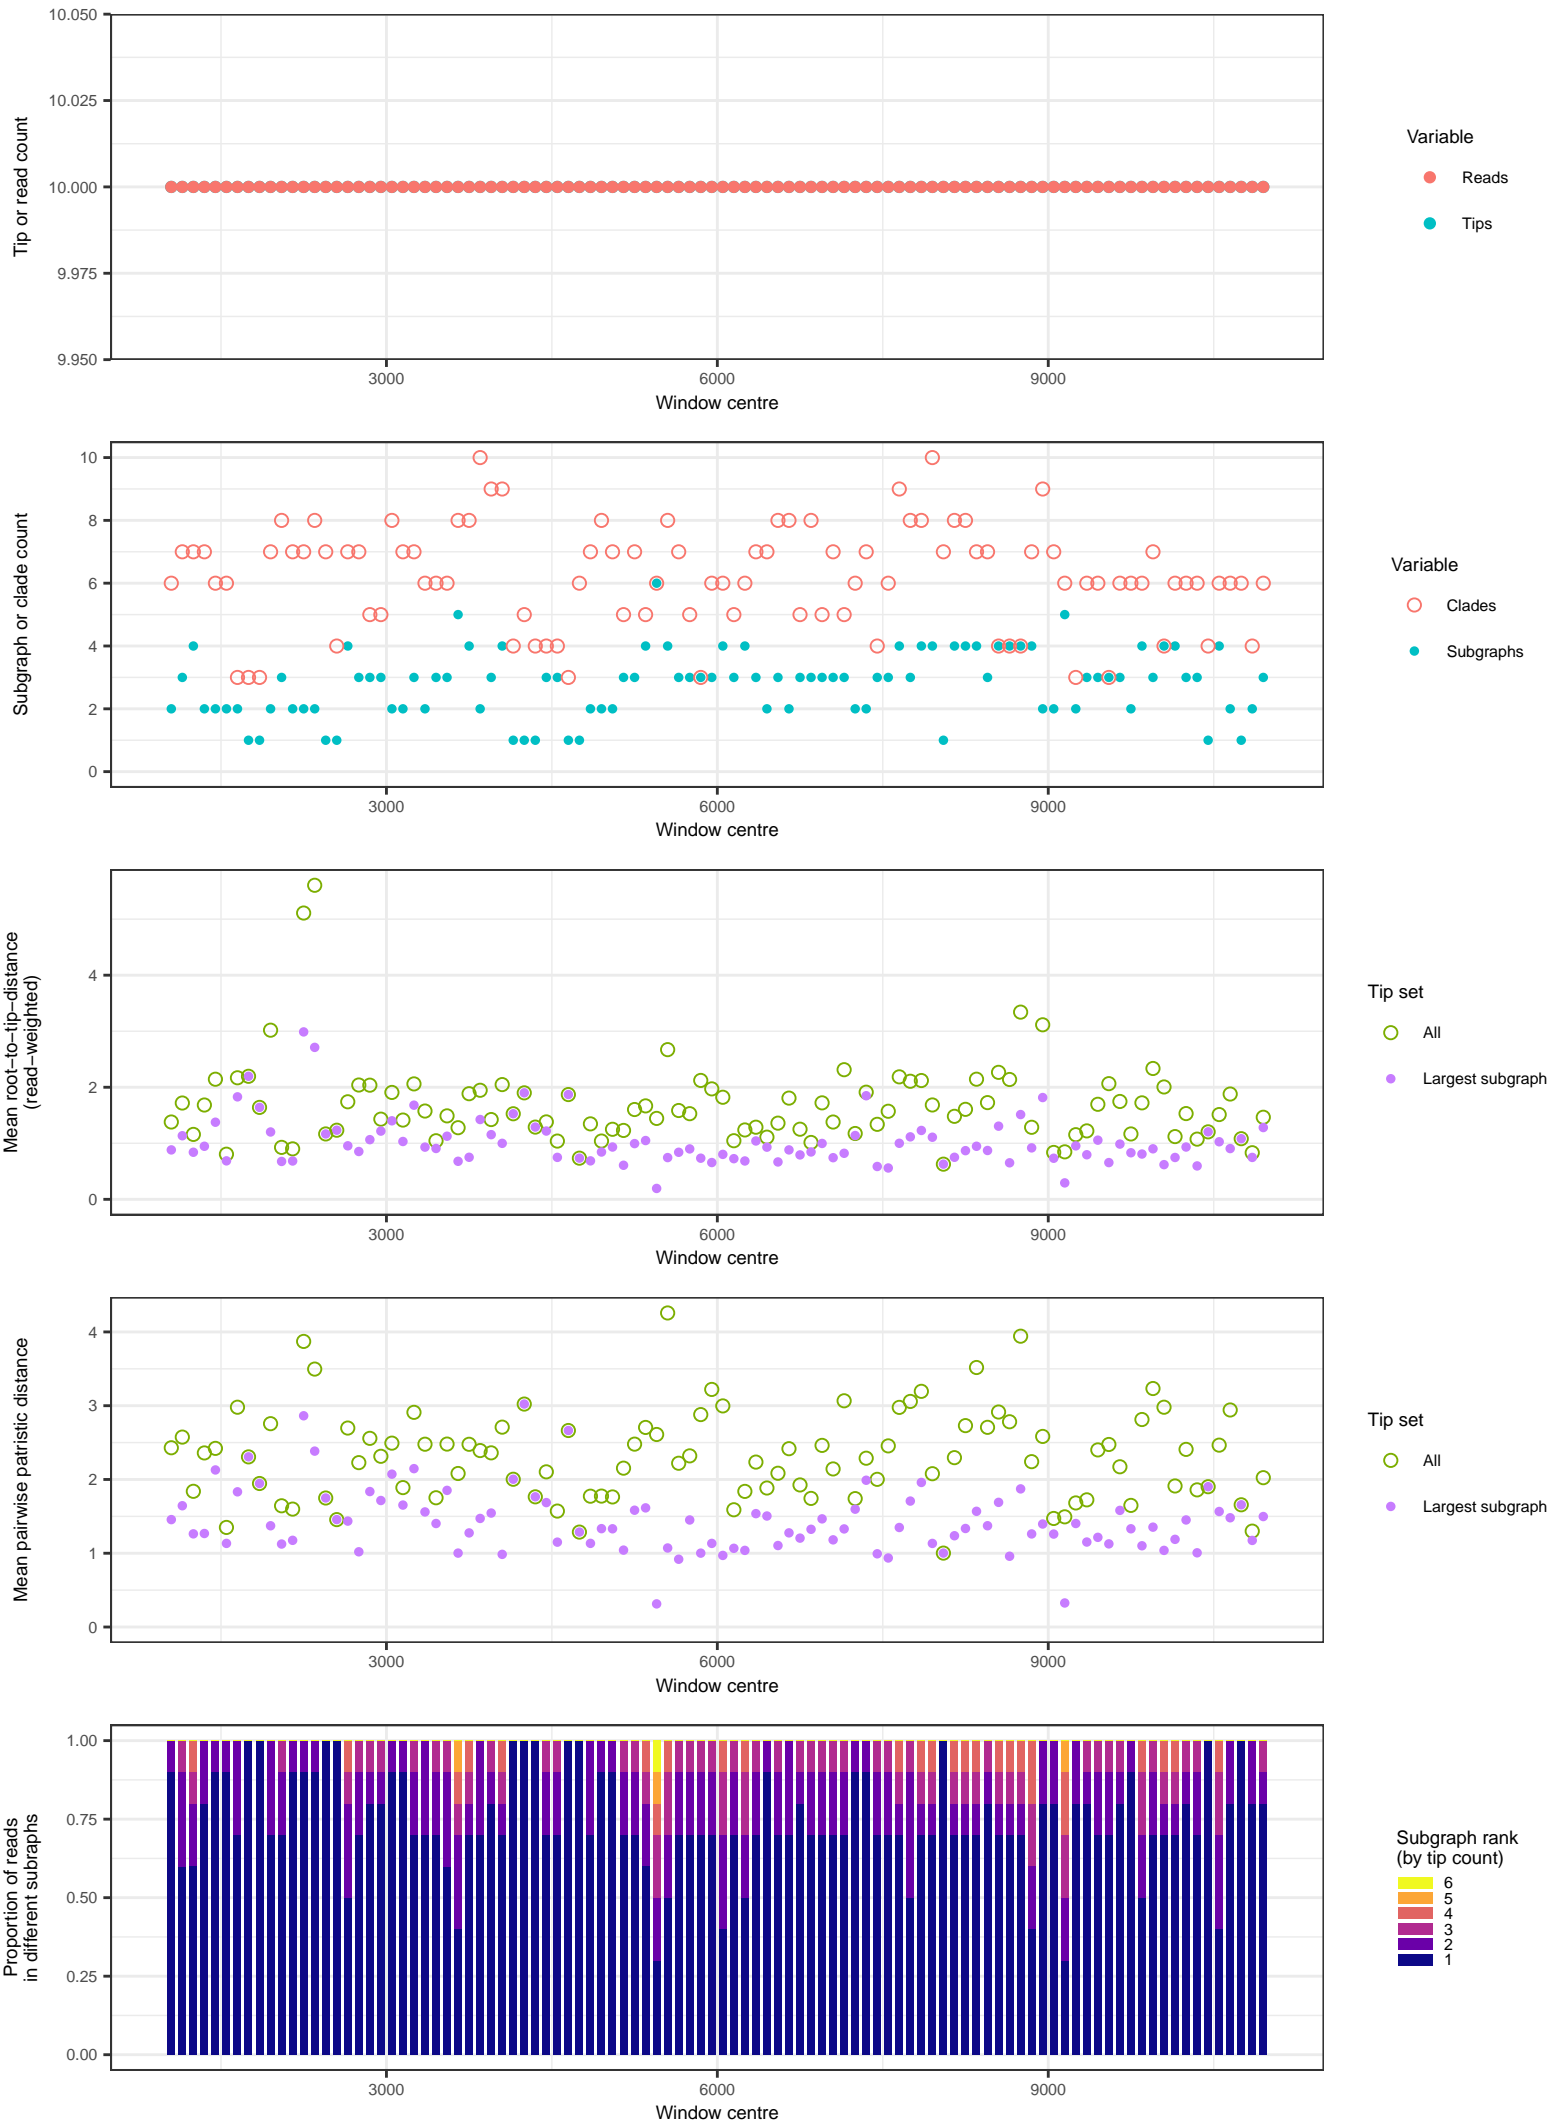 10.050
10.025
10.000
9.975
9.950
Tip or read count
3000
6000
9000
Window centre
Variable
Reads
Tips
10
8
6
4
2
0
Subgraph or clade count
3000
6000
9000
Window centre
Variable
Clades
Subgraphs
4
2
0
Mean root−to−tip−distance
(read−weighted)
3000
6000
9000
Window centre
Tip set
All
Largest subgraph
4
3
2
1
0
Mean pairwise patristic distance
3000
6000
9000
Window centre
Tip set
All
Largest subgraph
1.00
0.75
0.50
0.25
0.00
Proportion of reads
in different subraphs
3000
6000
9000
Window centre
Subgraph rank
(by tip count)
6
5
4
3
2
1